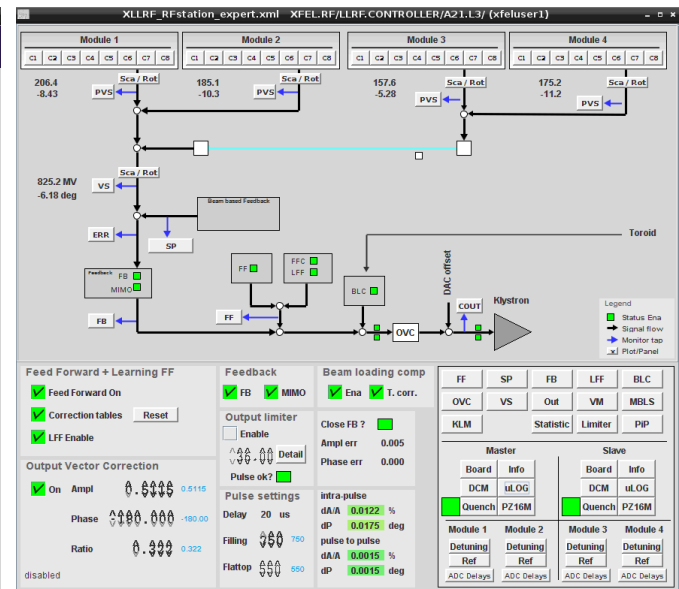 XLLRF_RFstation_expert.xml XFEL.RF/LLRF.CONTROLLER/A21.L3/ (xfeluser1)
Module 1 Module 2 Module 3 Module 4
C1 C2 C3 C4 C5 C6 C7 C8 C1 C2 C3 C4 C5 C6 C7 C8 C1 C2 C3 C4 C5 C6 C7 C8 C1 C2 C3 C4 C5 C6 C7 C8
206.4 Sca / Rot 185.1 Sca / Rot 157.6 Sca / Rot 175.2 Sca / Rot
-8.43 PVS -10.3 PVS -5.28 PVS -11.2 PVS
Sca / Rot
825.2 MV VS
-6.18 deg
Beam based Feedback
ERR SP Toroid
Feedback FB
MIMO
FF FFC
LFF
BLC
DAC offset
COUT Klystron
FB FF OVC
Legend
Status Ena
Signal flow
Monitor tap
Plot/Panel
Feed Forward + Learning FF
Feed Forward On
Correction tables Reset
LFF Enable
Output Vector Correction
On Ampl 0.5115
Phase -180.000 -180.00
Ratio 0.322 0.322
disabled
Feedback
FB MIMO
Output limiter
Enable
Detail
Pulse ok?
Pulse settings
Delay 20 us
Filling 750
Flattop 550
Beam loading comp
Ena T. corr.
Close FB ?
Ampl err 0.005
Phase err 0.000
intra-pulse
dA/A 0.0122 %
dP 0.0175 deg
pulse to pulse
dA/A 0.0015 %
dP 0.0015 deg
FF SP FB LFF BLC
OVC VS Out VM MBLS
KLM Statistic Limiter PiP
Master Slave
Board Info Board Info
DCM uLOG DCM uLOG
Quench PZ16M Quench PZ16M
Module 1 Module 2 Module 3 Module 4
Detuning Detuning Detuning Detuning
Ref Ref Ref Ref
ADC Delays ADC Delays ADC Delays ADC Delays